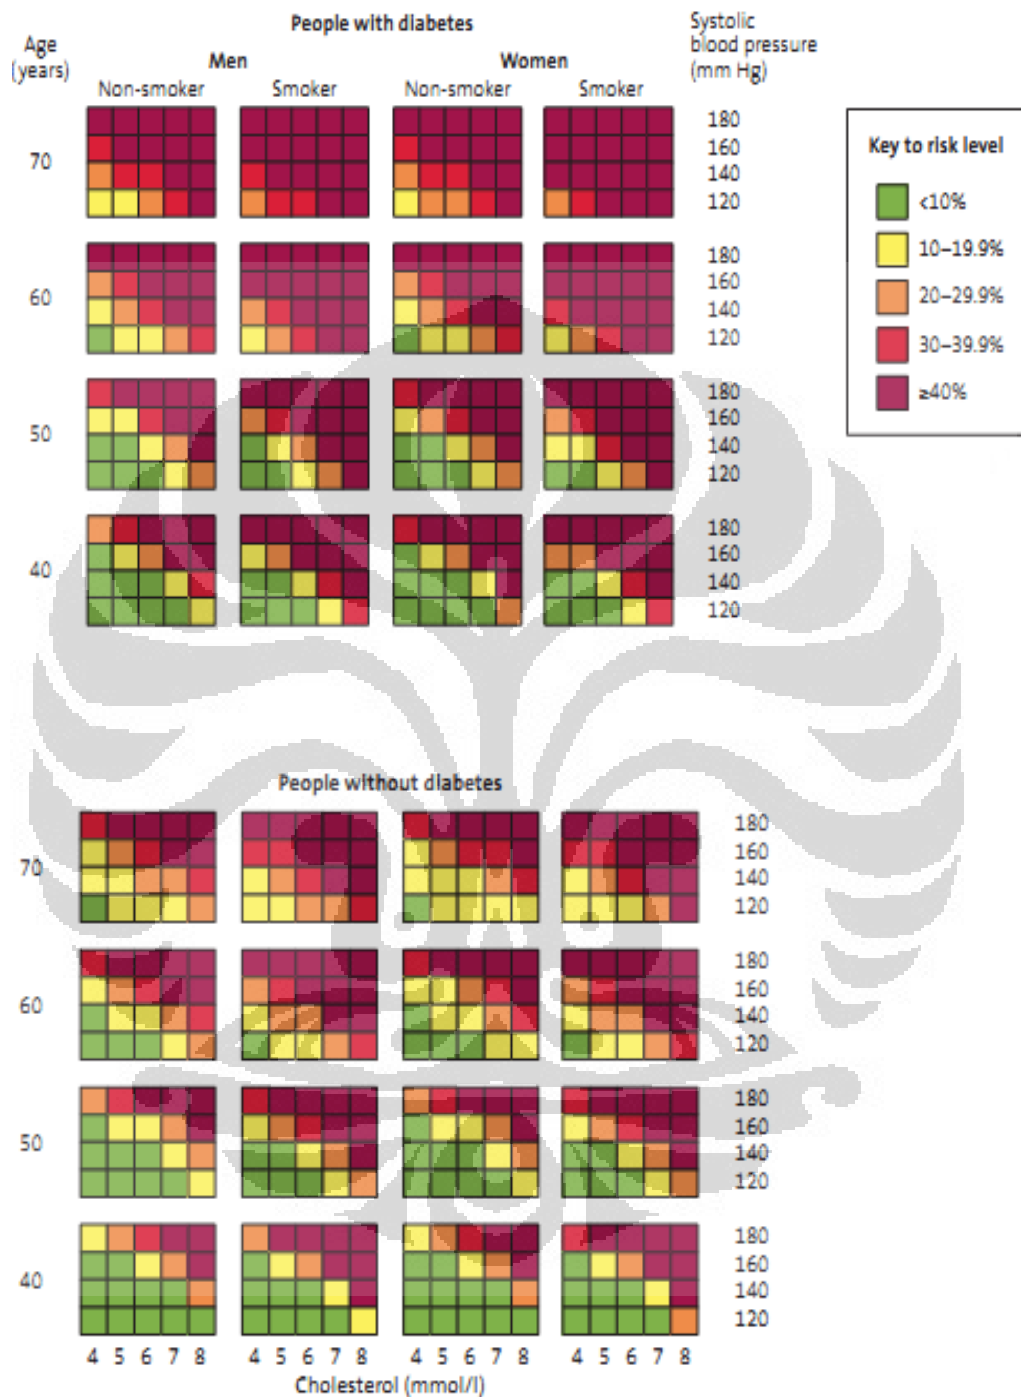 People with diabetes
Age
(years)
Men
Women
Systolic
blood pressure
(mm Hg)
Non-smoker
Smoker
Non-smoker
Smoker
70
180
160
140
120
60
180
160
140
120
50
180
160
140
120
40
180
160
140
120
Key to risk level
<10%
10–19.9%
20–29.9%
30–39.9%
≥40%
People without diabetes
70
180
160
140
120
60
180
160
140
120
50
180
160
140
120
40
180
160
140
120
4 5 6 7 8 4 5 6 7 8 4 5 6 7 8 4 5 6 7 8
Cholesterol (mmol/l)